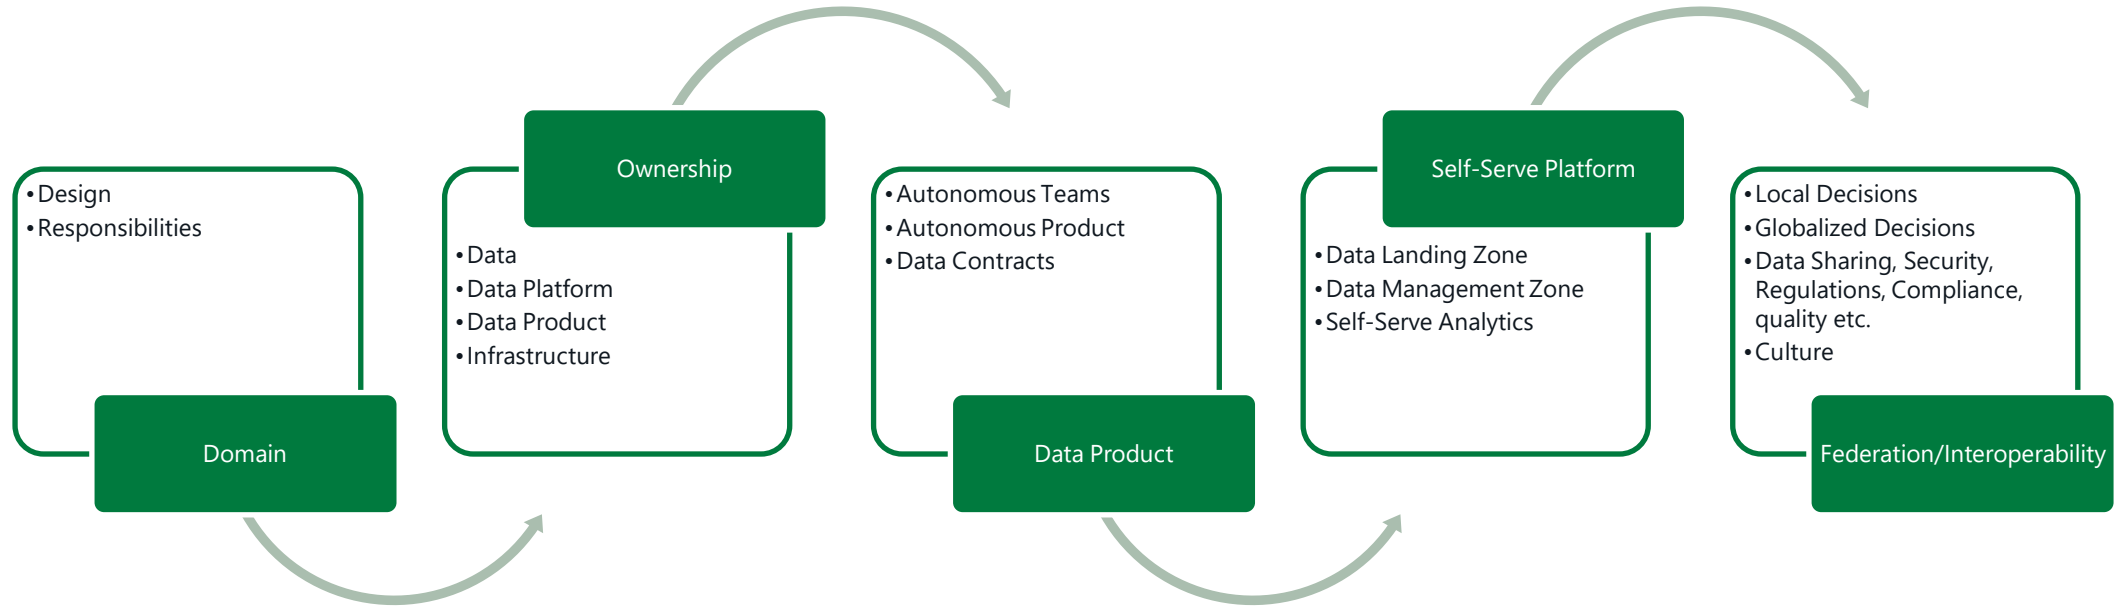 • Design
• Responsibilities
Domain
Ownership
• Data
• Data Platform
• Data Product
• Infrastructure
• Autonomous Teams
• Autonomous Product
• Data Contracts
Data Product
Self-Serve Platform
• Data Landing Zone
• Data Management Zone
• Self-Serve Analytics
• Local Decisions
• Globalized Decisions
• Data Sharing, Security,
Regulations, Compliance,
quality etc.
• Culture
Federation/Interoperability